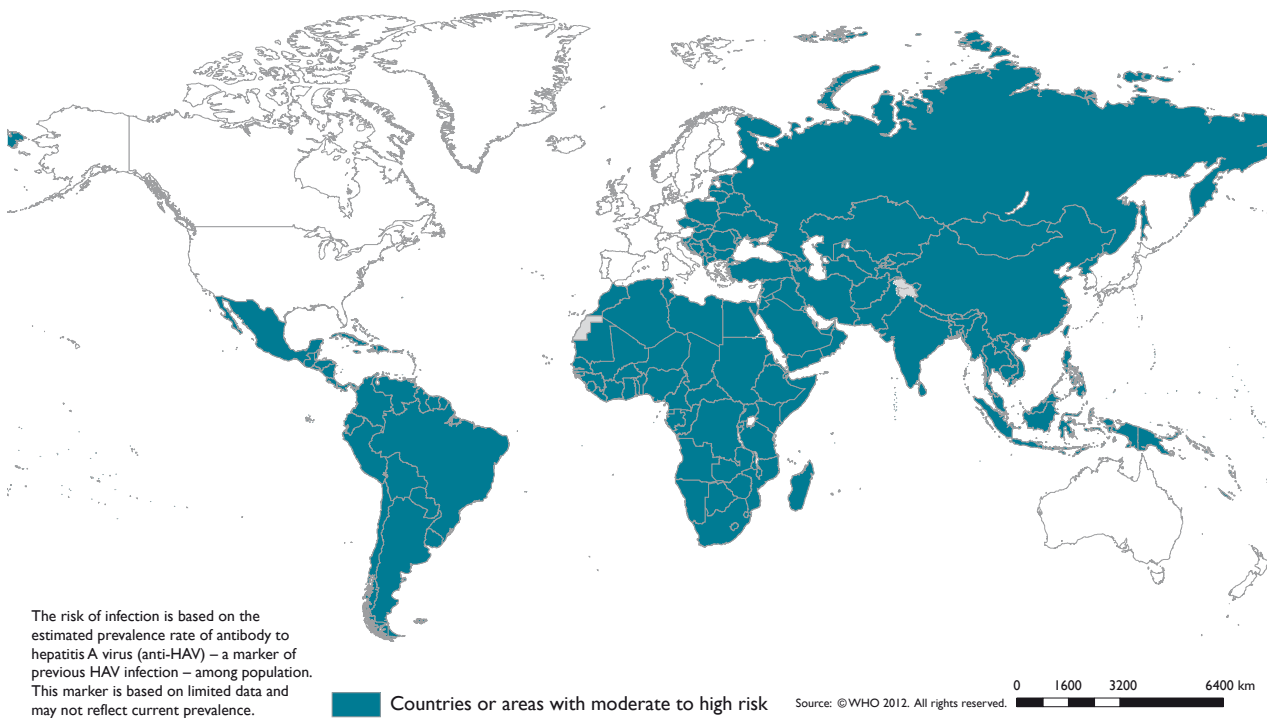 The risk of infection is based on the
estimated prevalence rate of antibody to
hepatitis A virus (anti-HAV) – a marker of
previous HAV infection – among population.
This marker is based on limited data and
may not reflect current prevalence.
Countries or areas with moderate to high risk
Source: ©WHO 2012. All rights reserved.
0 1600 3200 6400 km